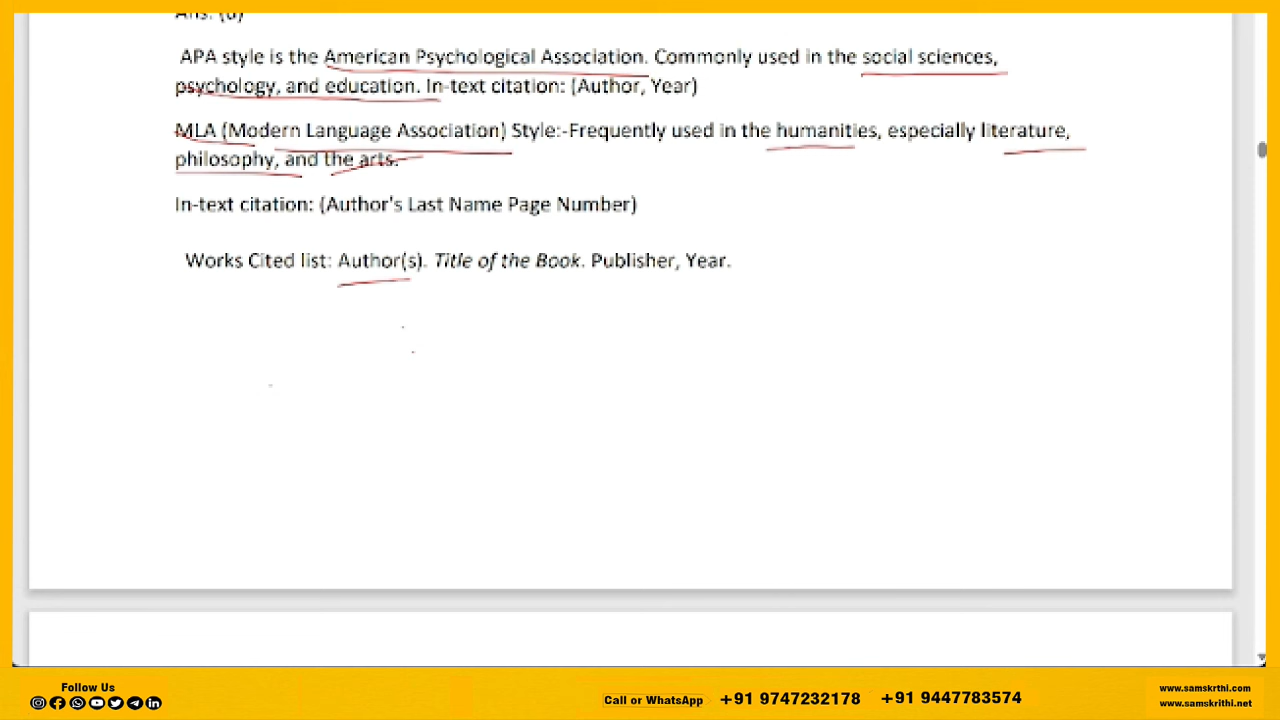 Ans: (d)
APA style is the American Psychological Association. Commonly used in the social sciences,
psychology, and education. In-text citation: (Author, Year)
MLA (Modern Language Association) Style:-Frequently used in the humanities, especially literature,
philosophy, and the arts.
In-text citation: (Author's Last Name Page Number)
Works Cited list: Author(s). Title of the Book. Publisher, Year.
Follow Us
Call or WhatsApp +91 9747232178 +91 9447783574
www.samskrthi.com
www.samskrthi.net